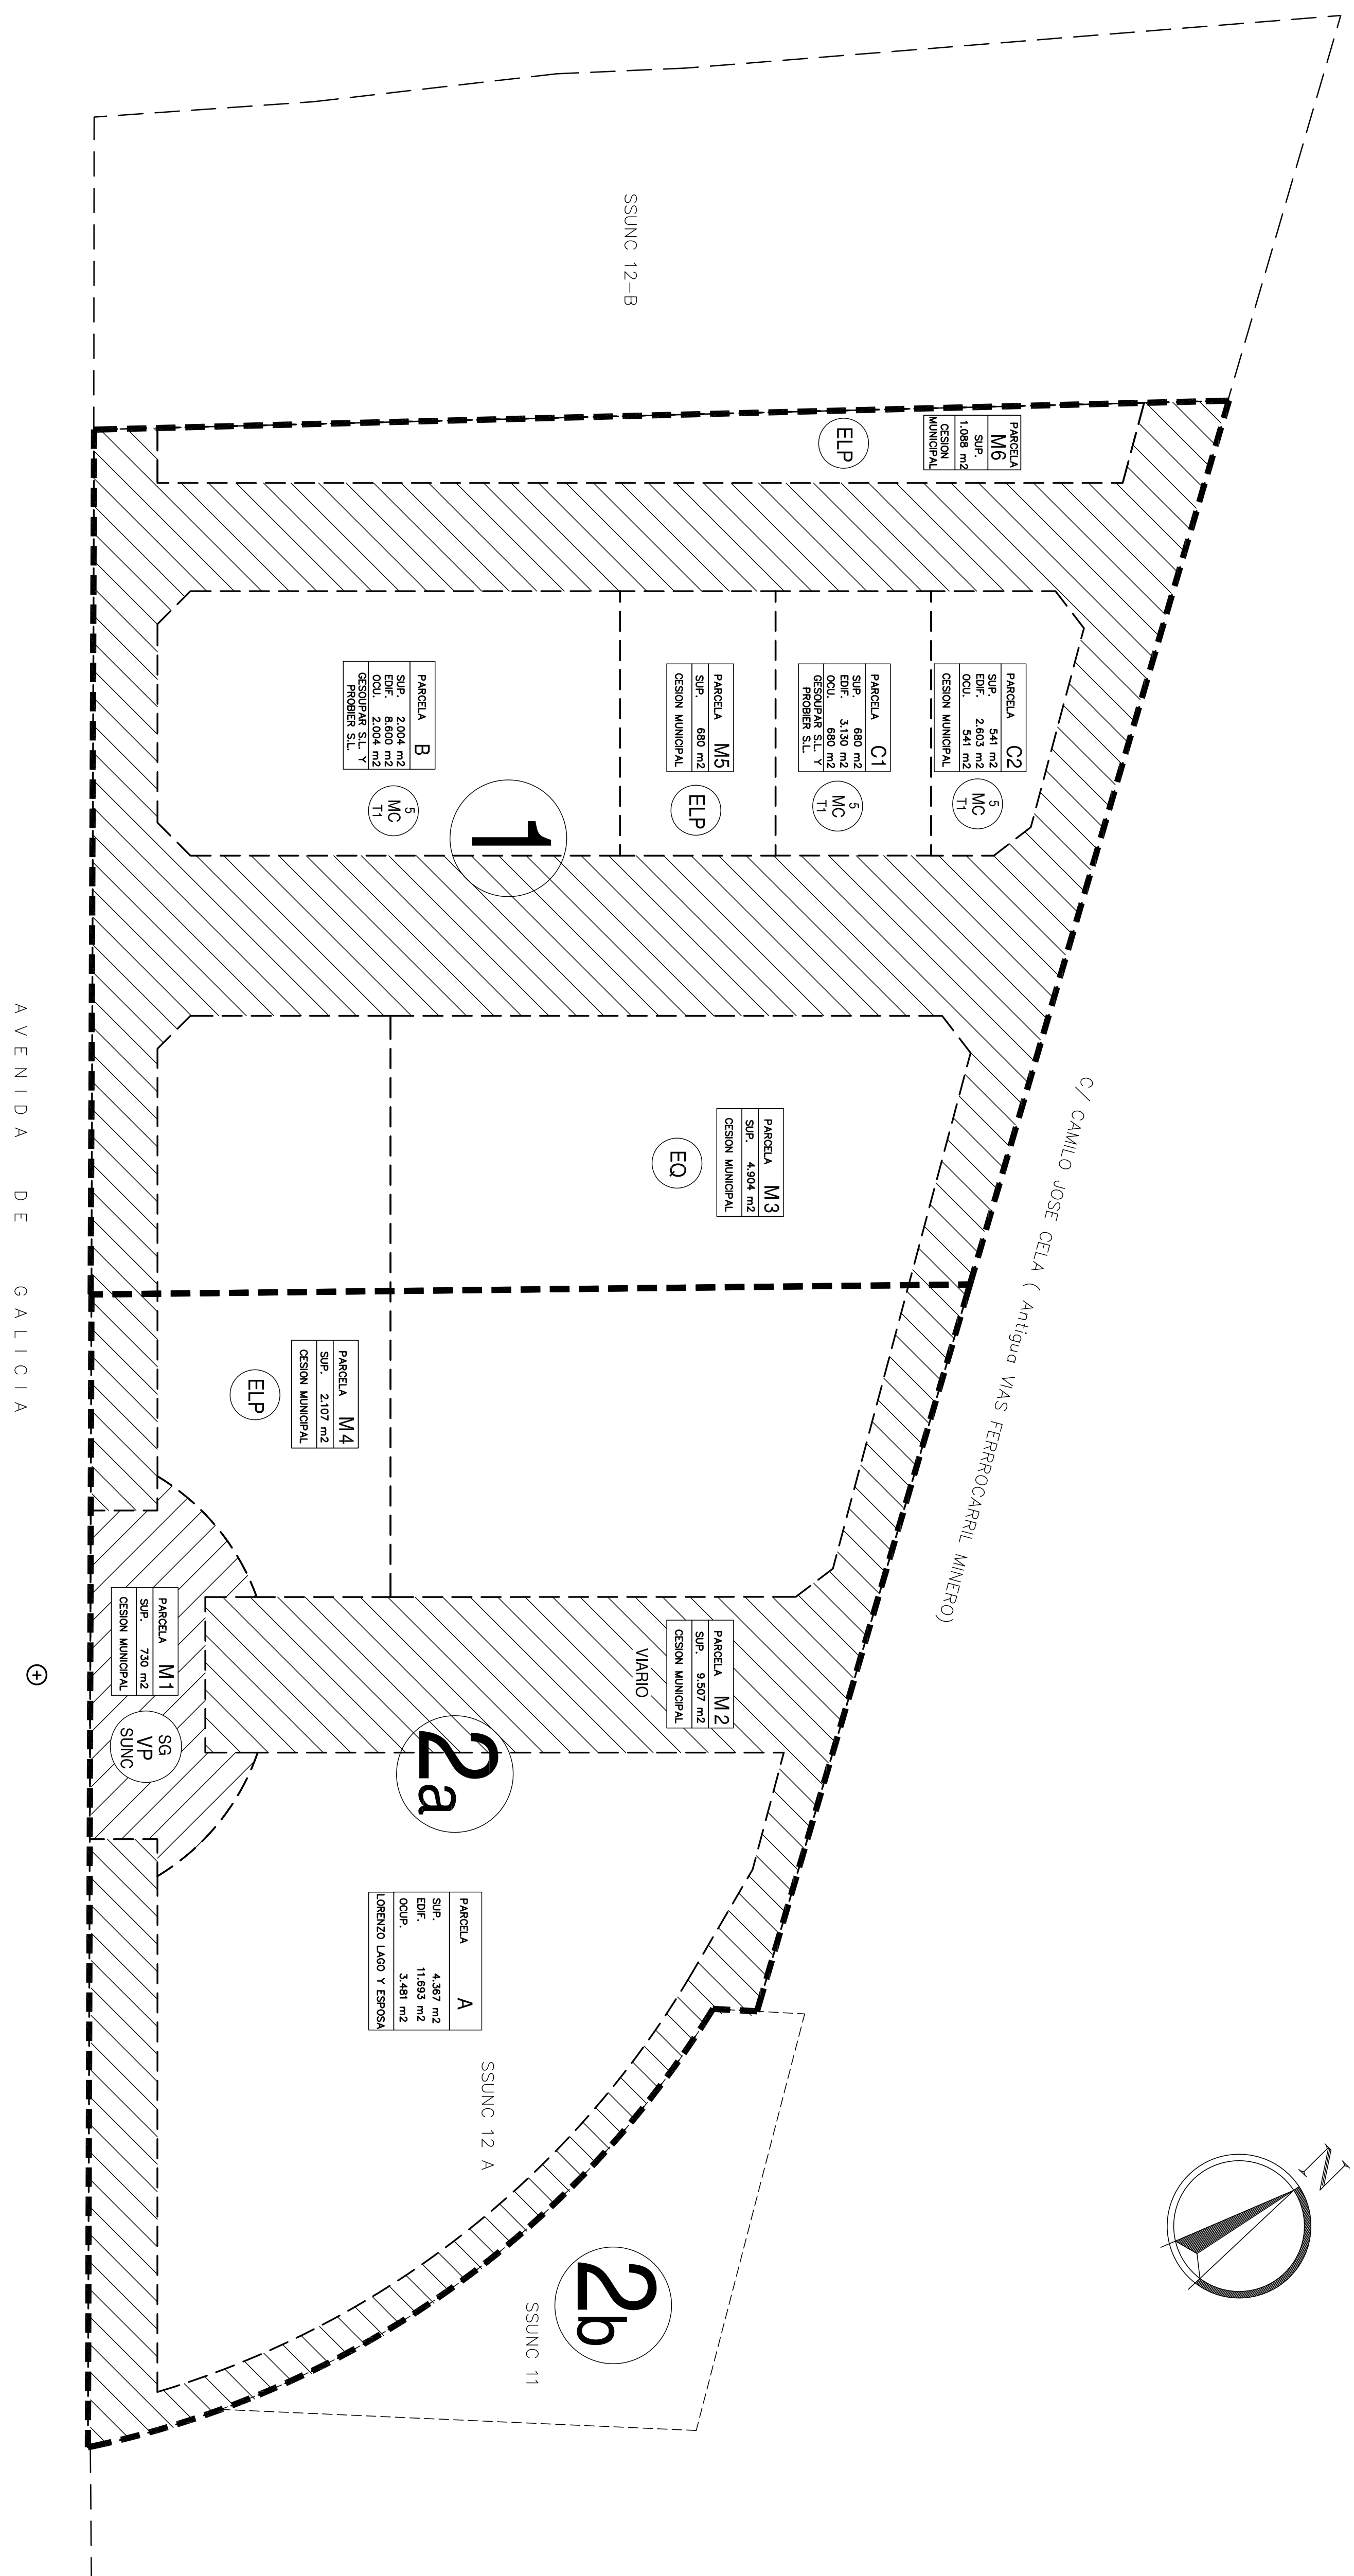 SSUNC 12-B
PARCELA
M6
SUP.
1.088 m2
CESION
MUNICIPAL
ELP
PARCELA C2
SUP. 541 m2
EDIF. 2.603 m2
OCU. 541 m2
CESION MUNICIPAL
5
MC
T1
PARCELA C1
SUP. 680 m2
EDIF. 3.130 m2
OCU. 680 m2
GESOUPAR S.L. Y
PROBIER S.L.
5
MC
T1
PARCELA M5
SUP. 680 m2
CESION MUNICIPAL
ELP
PARCELA B
SUP. 2.004 m2
EDIF. 8.600 m2
OCU. 2.004 m2
GESOUPAR S.L. Y
PROBIER S.L.
5
MC
T1
1
C/ CAMILO JOSE CELA ( Antigua VIAS FERRROCARRIL MINERO)
PARCELA M3
SUP. 4.904 m2
CESION MUNICIPAL
EQ
PARCELA M4
SUP. 2.107 m2
CESION MUNICIPAL
ELP
AVENIDA DE GALICIA
PARCELA M2
SUP. 9.507 m2
CESION MUNICIPAL
VIARIO
PARCELA M1
SUP. 730 m2
CESION MUNICIPAL
SG
VP
SUNC
2a
PARCELA A
SUP. 4.367 m2
EDIF. 11.693 m2
OCUP. 3.481 m2
LORENZO LAGO Y ESPOSA
SSUNC 12 A
2b
SSUNC 11
N